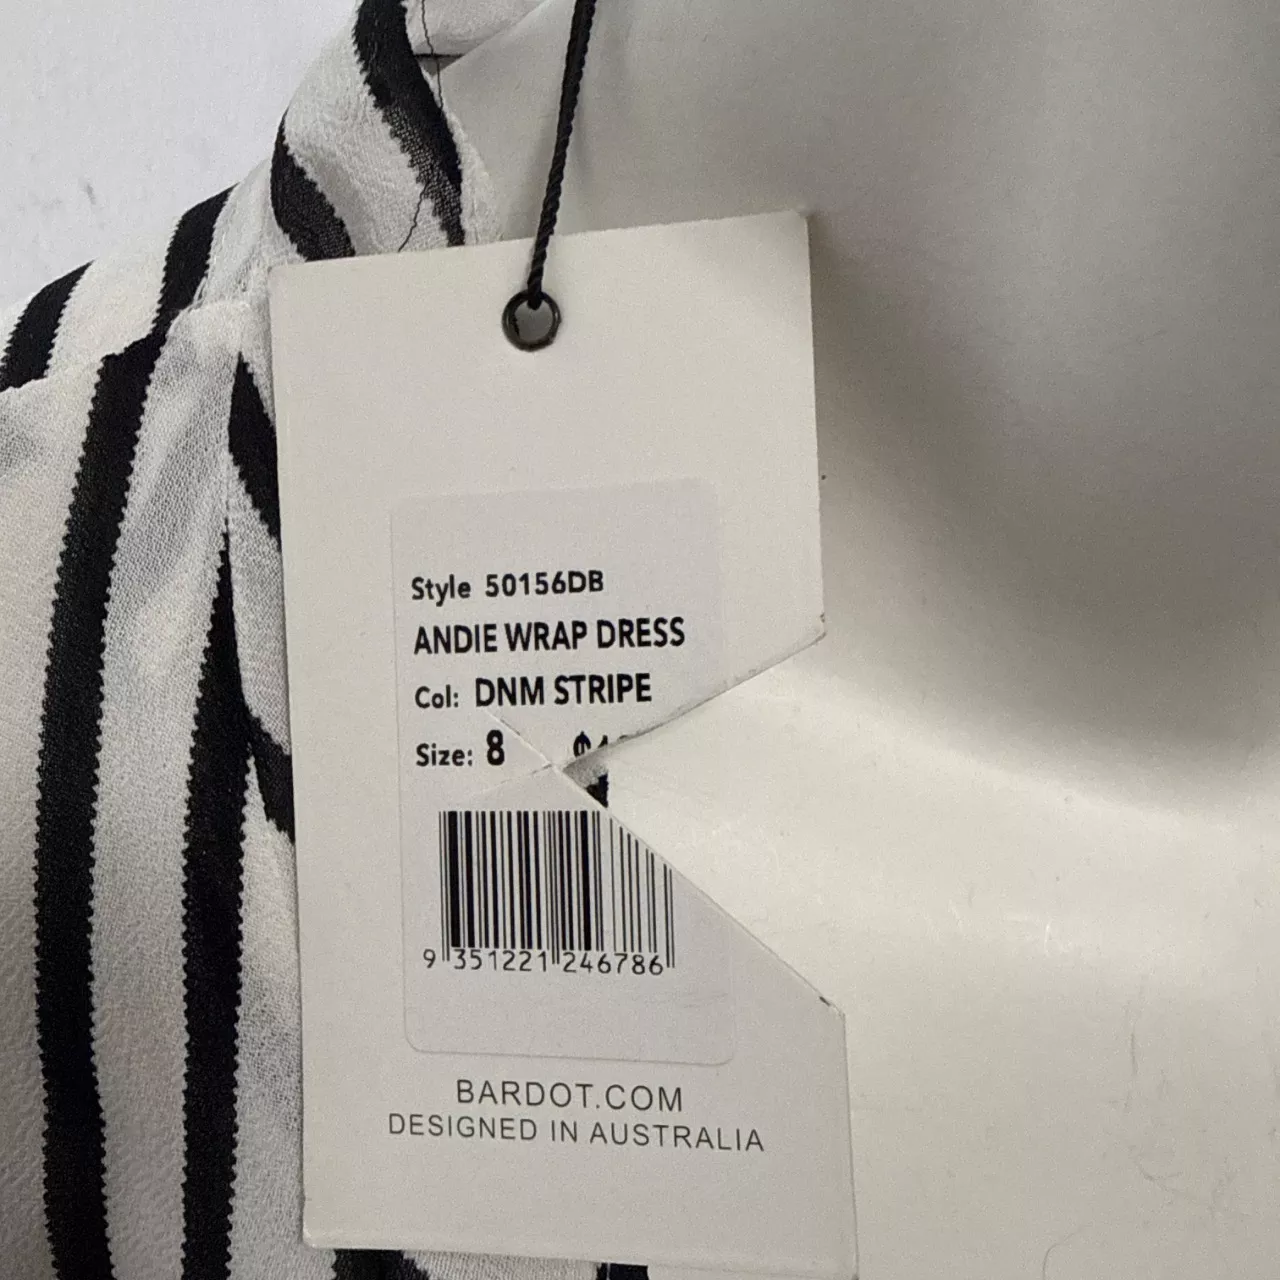 Style 50156DB
ANDIE WRAP DRESS
Col: DNM STRIPE
Size: 8
9 351221 246786
BARDOT.COM
DESIGNED IN AUSTRALIA